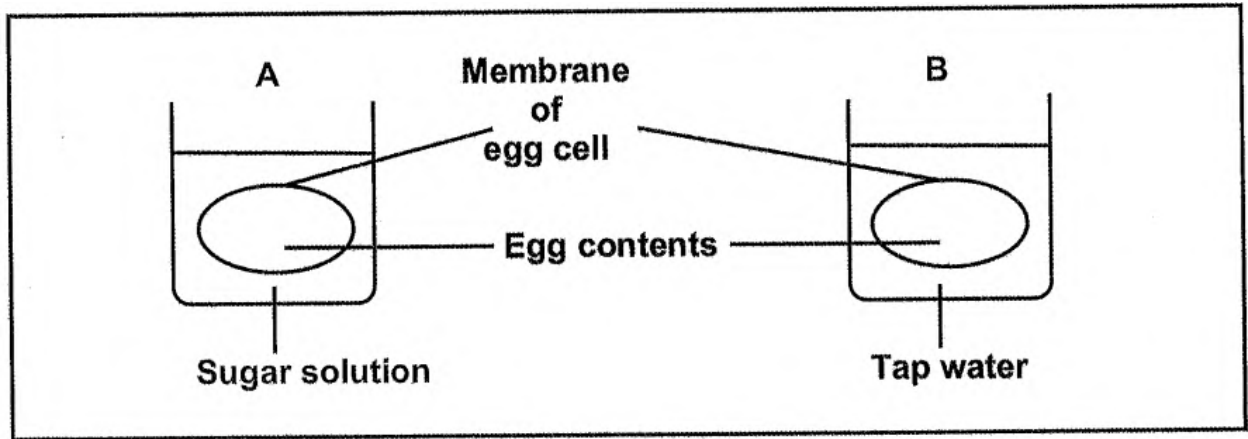 A
Membrane
of
egg cell
B
Egg contents
Sugar solution
Tap water